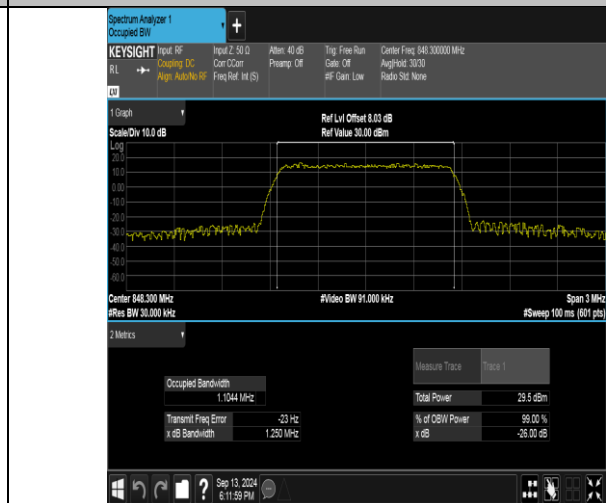 Spectrum Analyzer 1
Occupied BW
+
KEYSIGHT Input: RF Input Z: 50 Ω Atten: 40 dB Trig: Free Run Center Freq: 848.300000 MHz
RL Coupling: DC Corr CCorr Preamp: Off Gate: Off Avg|Hold: 30/30
Align: Auto/No RF Freq Ref: Int (S) #IF Gain: Low Radio Std: None
LXI
1 Graph Ref Lvl Offset 8.03 dB
Scale/Div 10.0 dB Ref Value 30.00 dBm
Log
20.0
10.0
0.00
-10.0
-20.0
-30.0
-40.0
-50.0
-60.0
Center 848.300 MHz #Video BW 91.000 kHz Span 3 MHz
#Res BW 30.000 kHz #Sweep 100 ms (601 pts)
2 Metrics
Measure Trace Trace 1
Occupied Bandwidth
1.1044 MHz Total Power 29.5 dBm
Transmit Freq Error -23 Hz % of OBW Power 99.00 %
x dB Bandwidth 1.250 MHz x dB -26.00 dB
? Sep 13, 2024
6:11:59 PM